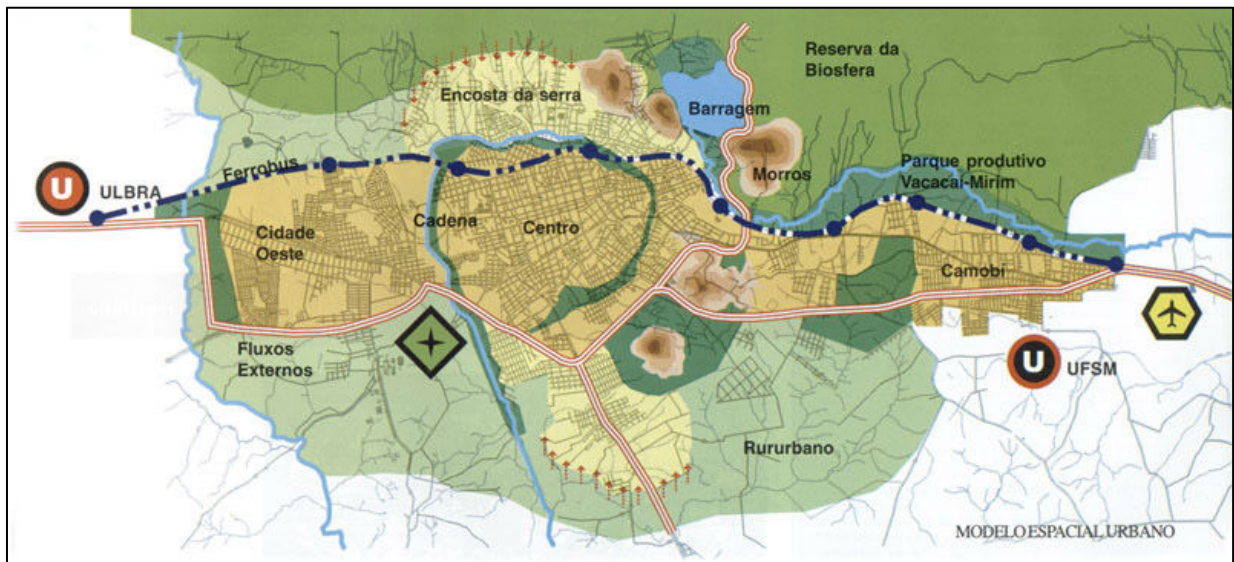 Reserva da
Biosfera
Encosta da serra
Barragem
Ferrobus
Parque produtivo
Vacacaí-Mirim
Morros
U
ULBRA
Cadena
Centro
Cidade
Oeste
Camobi
Fluxos
Externos
U
UFSM
Rururbano
MODELO ESPACIAL URBANO